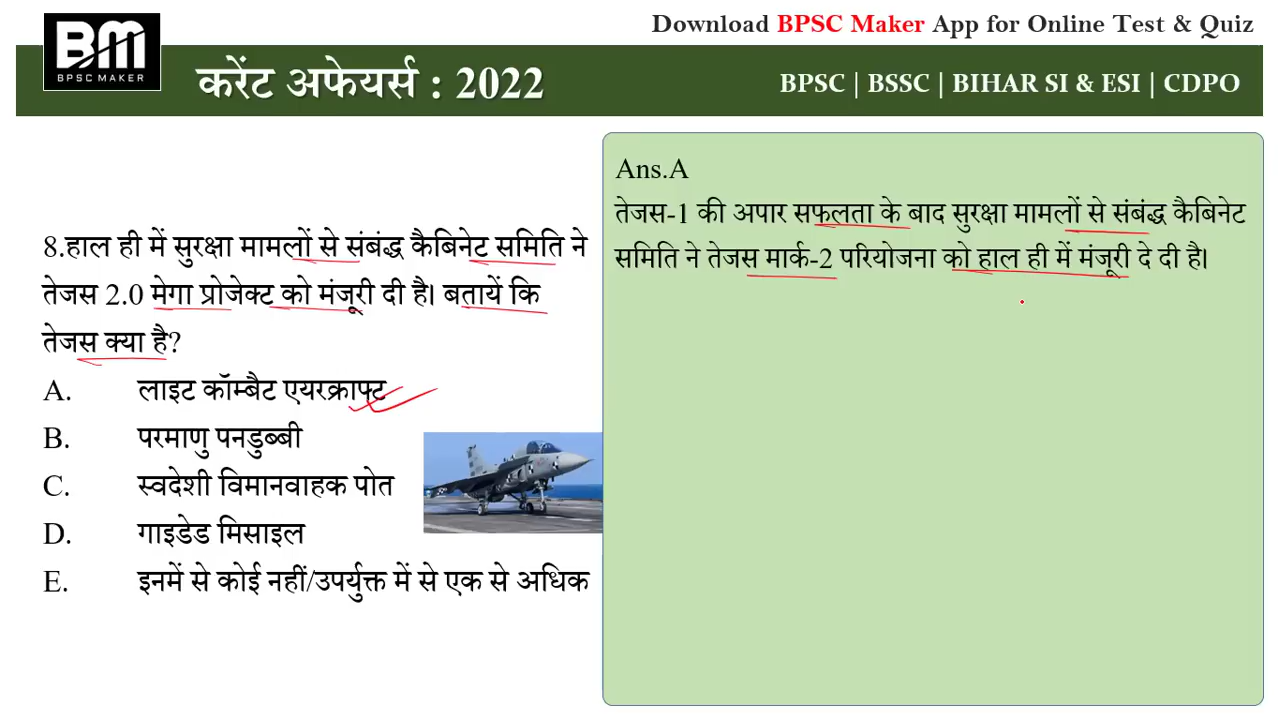 Download BPSC Maker App for Online Test & Quiz
BM
BPSC MAKER
करेंट अफेयर्स : 2022
BPSC | BSSC | BIHAR SI & ESI | CDPO
8.हाल ही में सुरक्षा मामलों से संबंद्ध कैबिनेट समिति ने
तेजस 2.0 मेगा प्रोजेक्ट को मंजूरी दी है। बतायें कि
तेजस क्या है?
A. लाइट कॉम्बैट एयरक्राफ्ट
B. परमाणु पनडुब्बी
C. स्वदेशी विमानवाहक पोत
D. गाइडेड मिसाइल
E. इनमें से कोई नहीं/उपर्युक्त में से एक से अधिक
Ans.A
तेजस-1 की अपार सफलता के बाद सुरक्षा मामलों से संबंद्ध कैबिनेट
समिति ने तेजस मार्क-2 परियोजना को हाल ही में मंजूरी दे दी है।